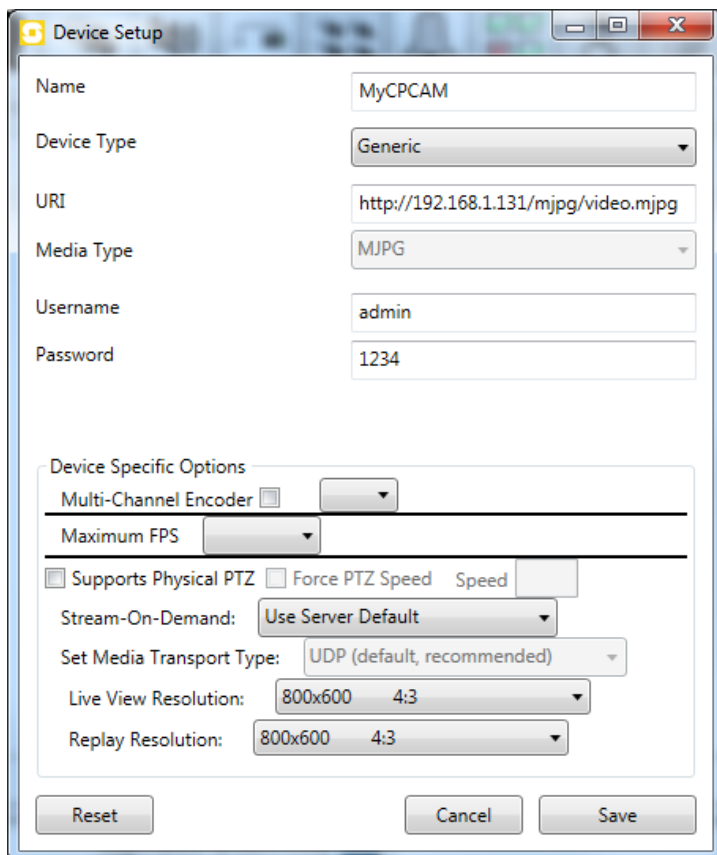 Device Setup
Name MyCPCAM
Device Type Generic
URI http://192.168.1.131/mjpg/video.mjpg
Media Type MJPG
Username admin
Password 1234
Device Specific Options
Multi-Channel Encoder
Maximum FPS
Supports Physical PTZ Force PTZ Speed Speed
Stream-On-Demand: Use Server Default
Set Media Transport Type: UDP (default, recommended)
Live View Resolution: 800x600 4:3
Replay Resolution: 800x600 4:3
Reset Cancel Save